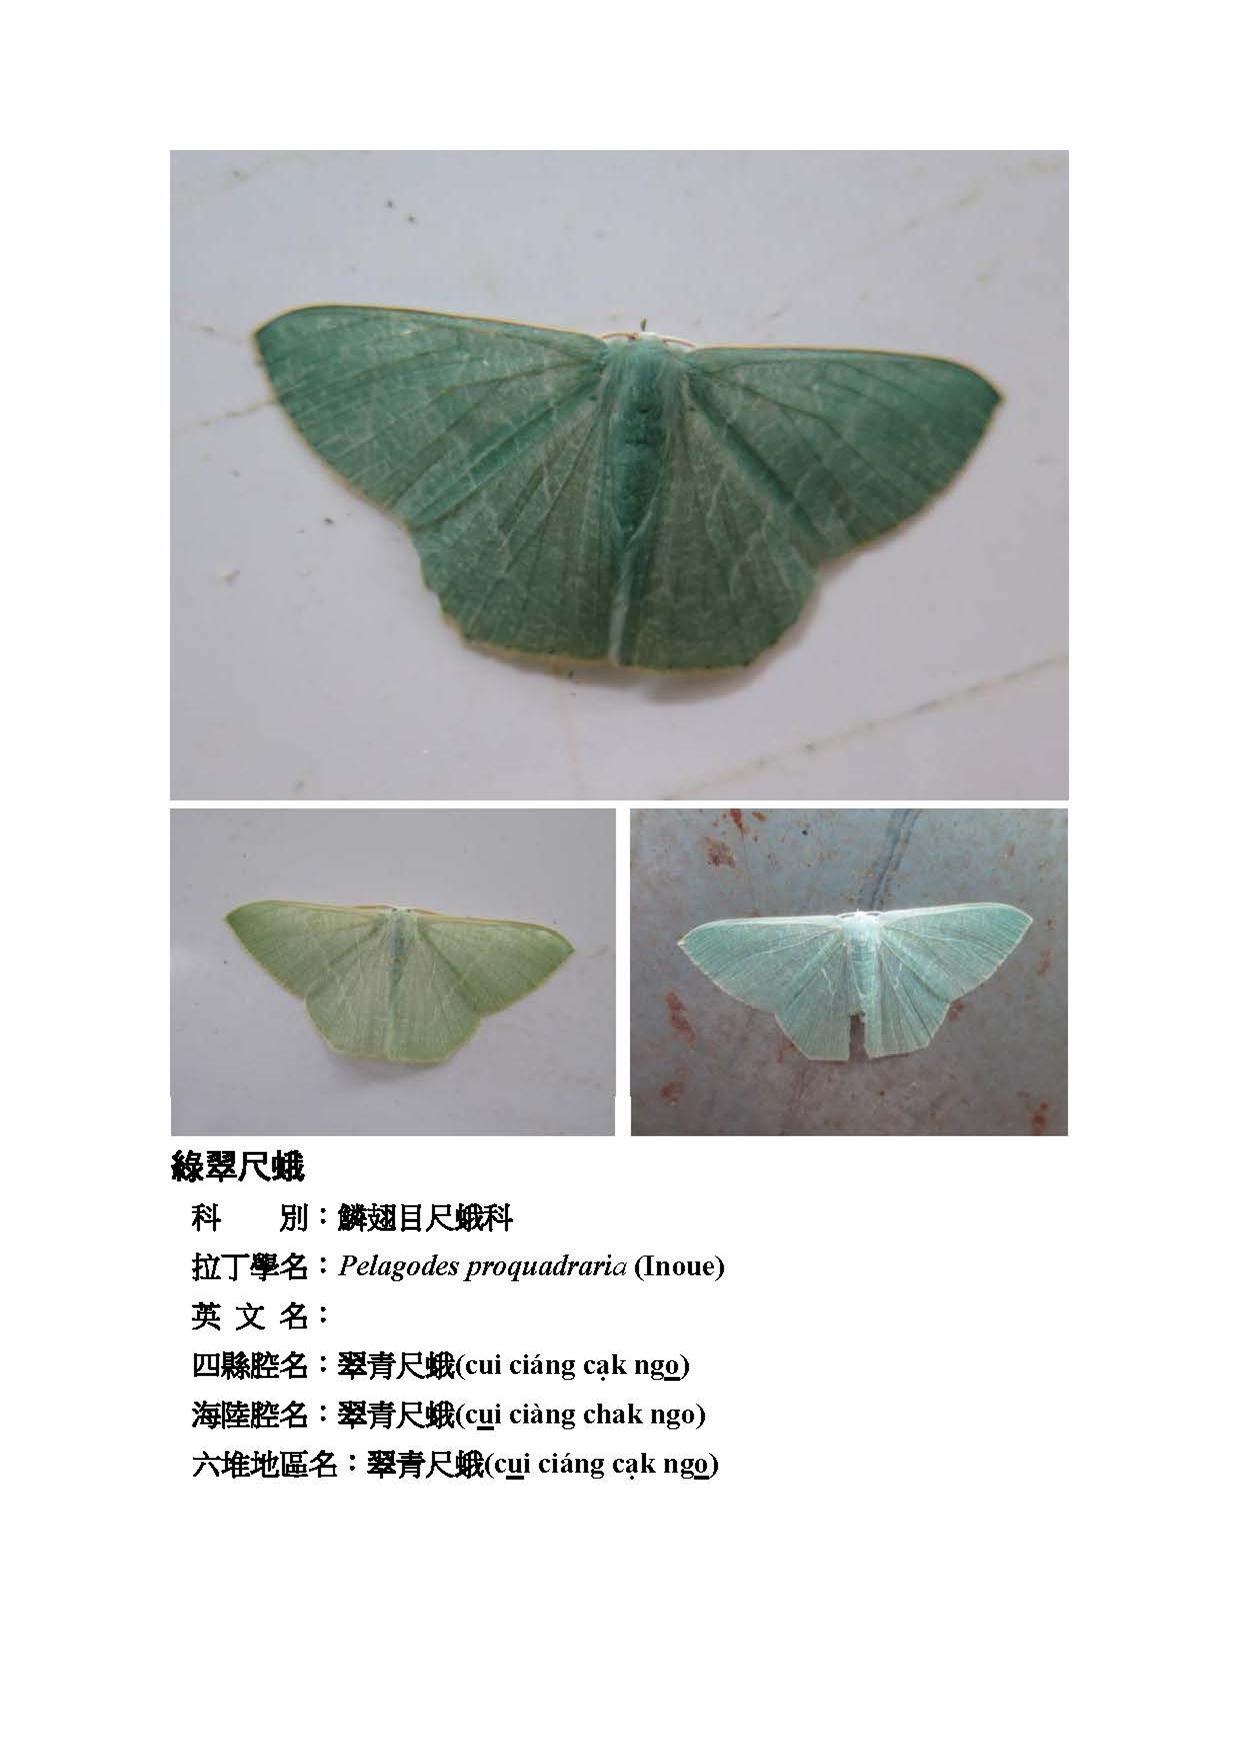 綠翠尺蛾
科　　別：鱗翅目尺蛾科
拉丁學名：Pelagodes proquadraria (Inoue)
英 文 名：
四縣腔名：翠青尺蛾(cui ciáng cạk ngo̲)
海陸腔名：翠青尺蛾(cu̲i ciàng chak ngo)
六堆地區名：翠青尺蛾(cu̲i ciáng cạk ngo̲)